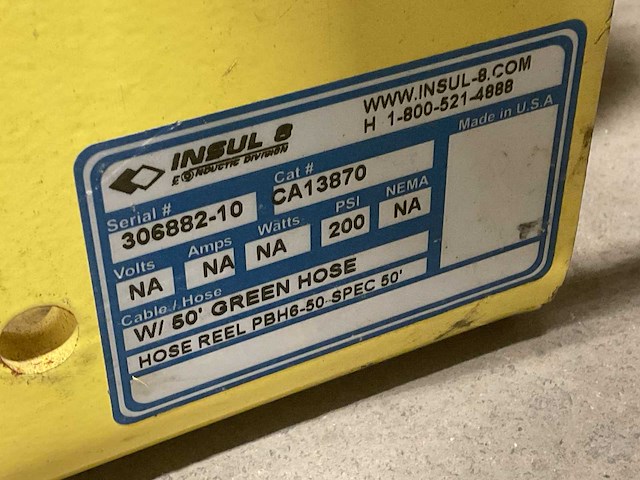 INSUL 8
CONDUCTIC DIVISION
WWW.INSUL-8.COM
H 1-800-521-4888
Made in U.S.A
Serial #
306882-10
Cat #
CA13870
Volts
NA
Amps
NA
Watts
NA
PSI
200
NEMA
NA
Cable / Hose
W/ 50' GREEN HOSE
HOSE REEL PBH6-50 SPEC 50'